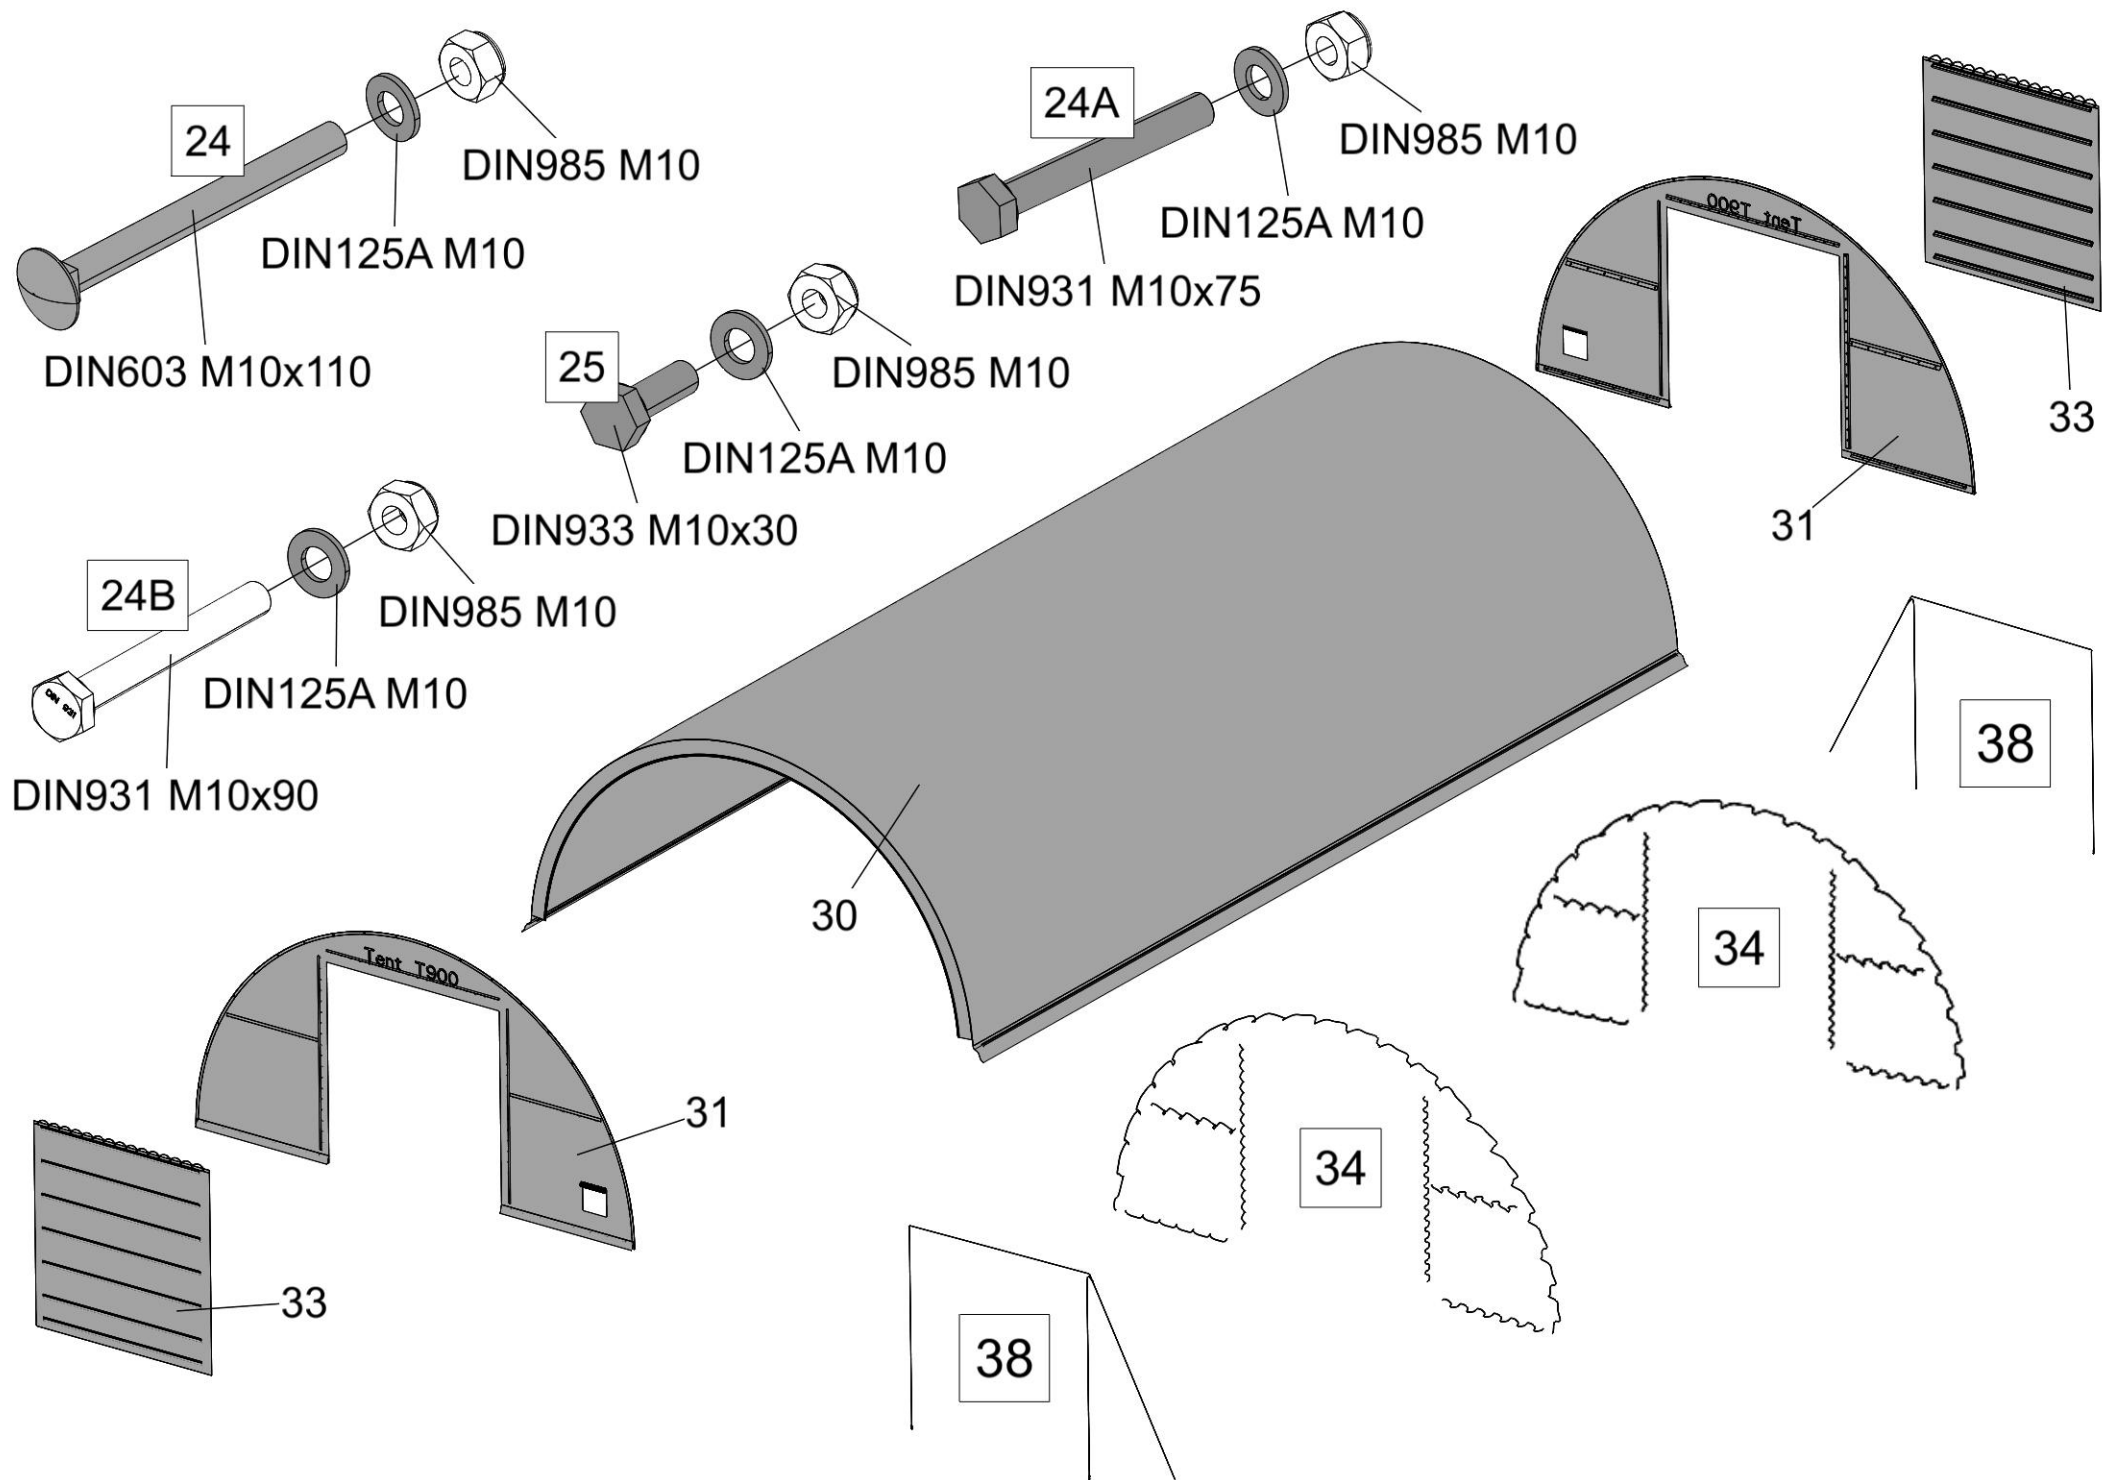 24
DIN985 M10
DIN125A M10
DIN603 M10x110
24A
DIN985 M10
DIN125A M10
DIN931 M10x75
25
DIN985 M10
DIN125A M10
DIN933 M10x30
24B
DIN985 M10
DIN125A M10
DIN 931
DIN931 M10x90
Tent T900
33
31
38
30
34
Tent T900
31
34
33
38